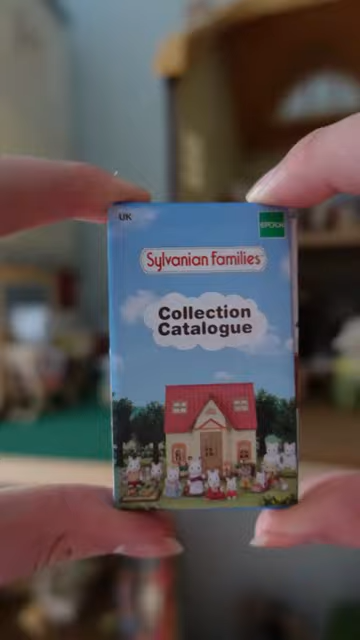 UK
EPOCH
Sylvanian Families
Collection
Catalogue